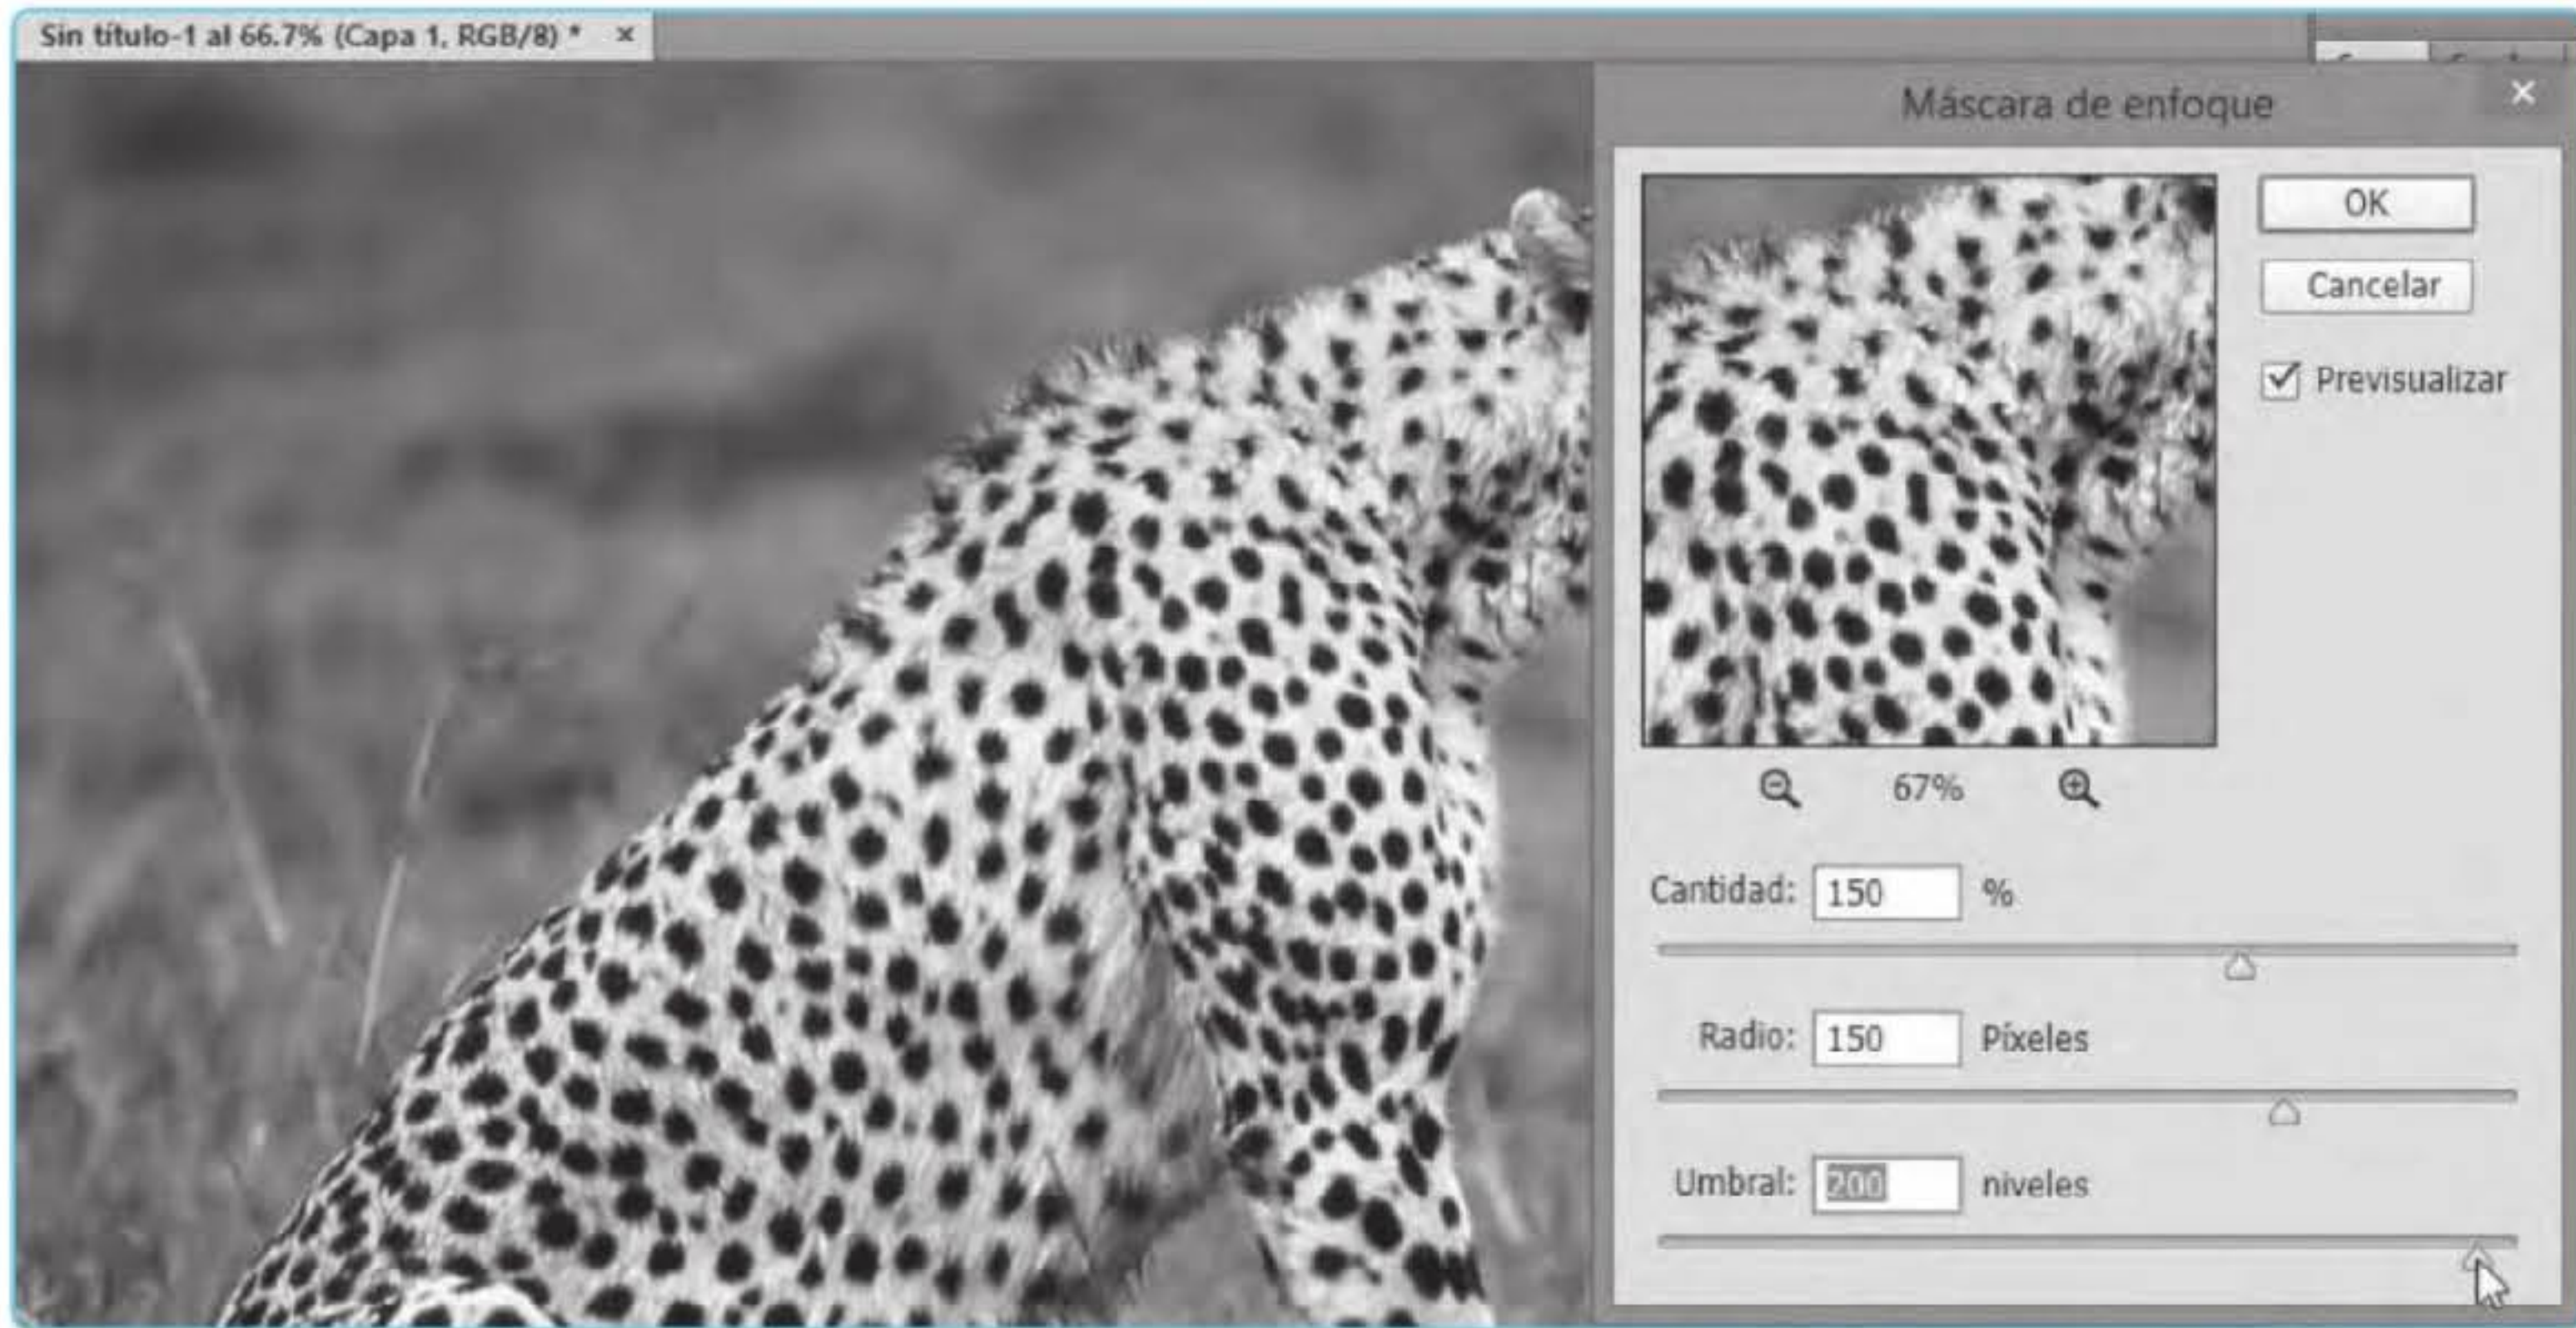 Sin título-1 al 66.7% (Capa 1, RGB/8) * ×
Máscara de enfoque
OK
Cancelar
Previsualizar
67%
Cantidad: 150 %
Radio: 150 Píxeles
Umbral: 200 niveles